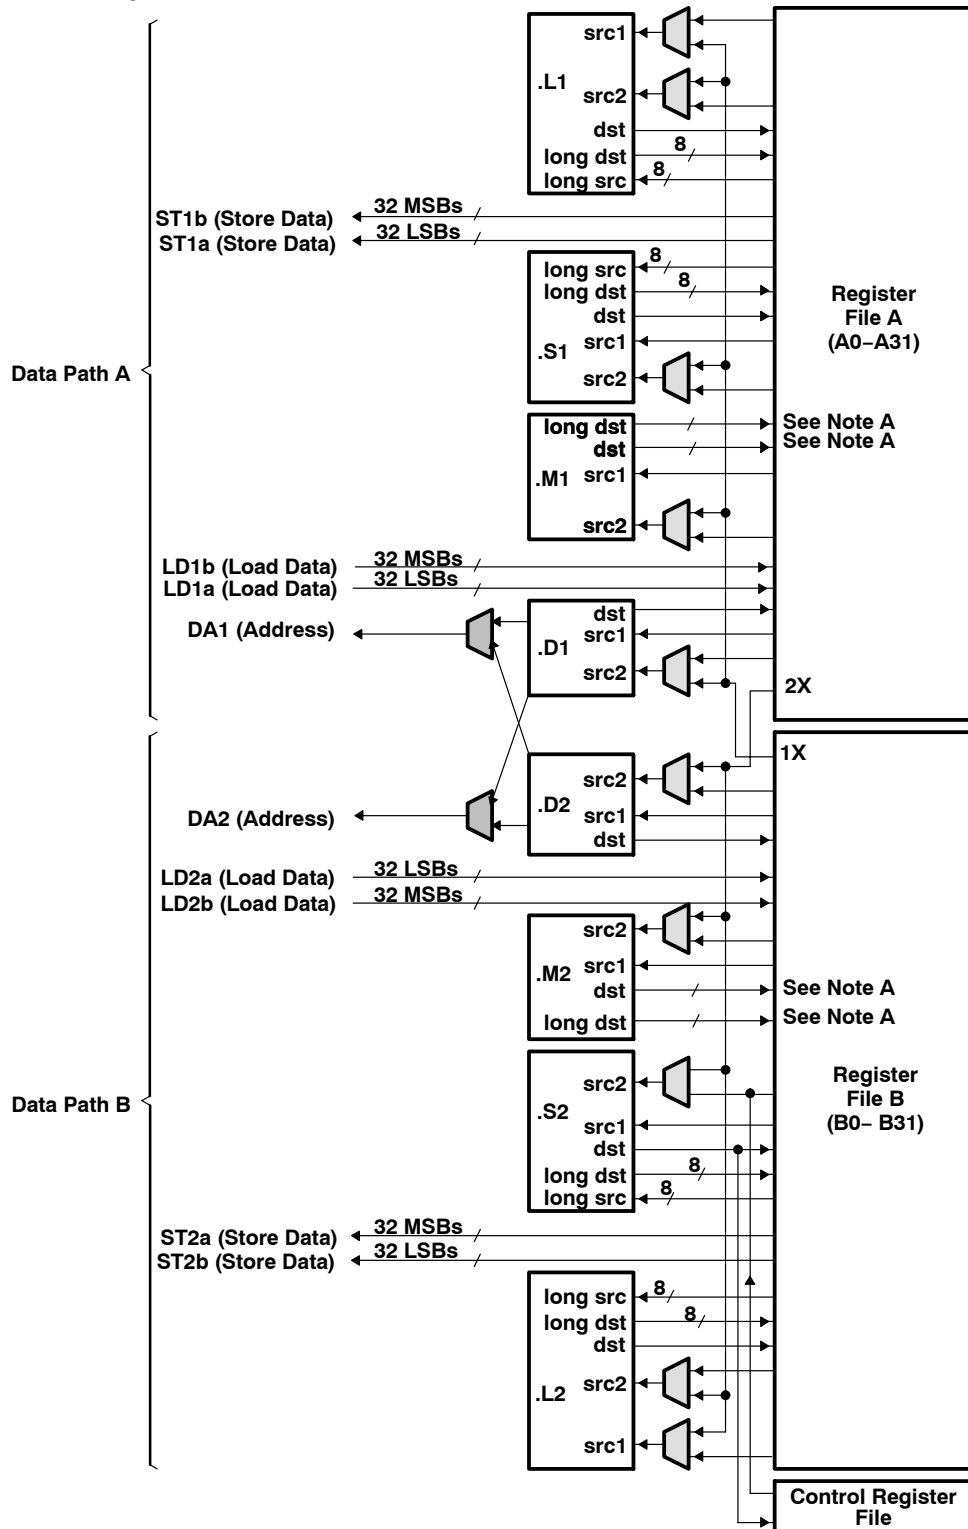 src1
.L1
src2
dst
long dst
8
long src
8
ST1b (Store Data)
32 MSBs
ST1a (Store Data)
32 LSBs
long src
8
long dst
8
dst
src1
.S1
src2
Register
File A
(A0−A31)
Data Path A
long dst
See Note A
dst
See Note A
.M1
src1
src2
LD1b (Load Data)
32 MSBs
LD1a (Load Data)
32 LSBs
DA1 (Address)
dst
src1
.D1
src2
2X
1X
src2
.D2
src1
dst
DA2 (Address)
LD2a (Load Data)
32 LSBs
LD2b (Load Data)
32 MSBs
src2
src1
.M2
dst
See Note A
long dst
See Note A
Data Path B
src2
.S2
src1
dst
long dst
8
long src
8
Register
File B
(B0− B31)
ST2a (Store Data)
32 MSBs
ST2b (Store Data)
32 LSBs
long src
8
long dst
8
dst
src2
.L2
src1
Control Register
File